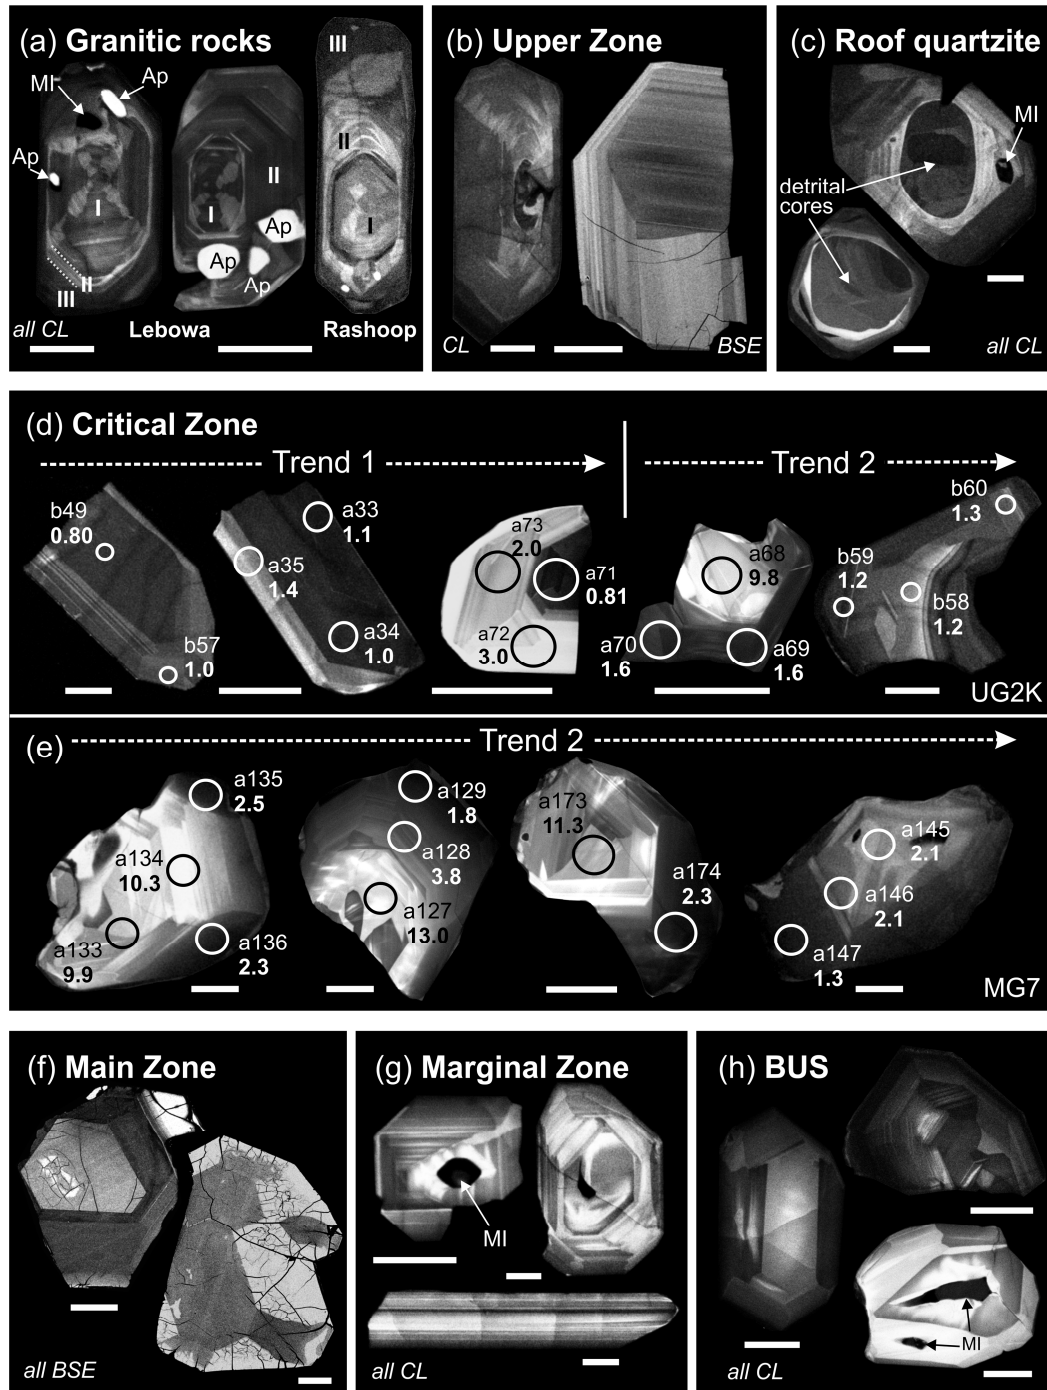 (a) Granitic rocks
MI
Ap
Ap
I
II
III
I
II
Ap
Ap
Ap
III
II
I
all CL
Lebowa
Rashoop
(b) Upper Zone
CL
BSE
(c) Roof quartzite
MI
detrital
cores
all CL
(d) Critical Zone
Trend 1
Trend 2
b49
0.80
b57
1.0
a33
1.1
a35
1.4
a34
1.0
a73
2.0
a71
0.81
a72
3.0
a68
9.8
a70
1.6
a69
1.6
b60
1.3
b59
1.2
b58
1.2
UG2K
(e)
Trend 2
a135
2.5
a134
10.3
a133
9.9
a136
2.3
a129
1.8
a128
3.8
a127
13.0
a173
11.3
a174
2.3
a145
2.1
a146
2.1
a147
1.3
MG7
(f) Main Zone
all BSE
(g) Marginal Zone
MI
all CL
(h) BUS
MI
all CL